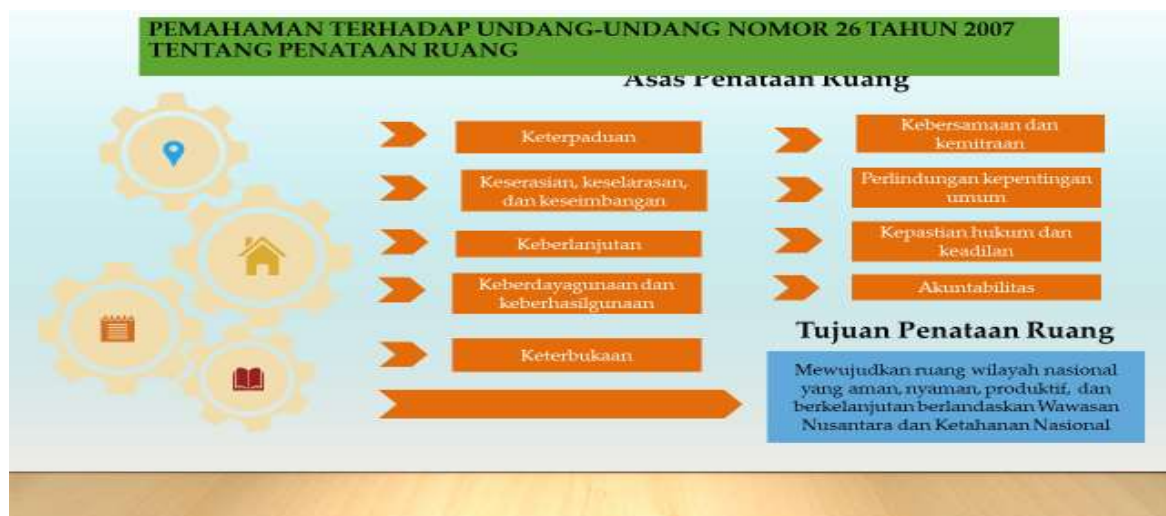 PEMAHAMAN TERHADAP UNDANG-UNDANG NOMOR 26 TAHUN 2007
TENTANG PENATAAN RUANG
Asas Penataan Ruang
Keterpaduan
Keserasian, keselarasan,
dan keseimbangan
Keberlanjutan
Keberdayagunaan dan
keberhasilgunaan
Keterbukaan
Kebersamaan dan
kemitraan
Perlindungan kepentingan
umum
Kepastian hukum dan
keadilan
Akuntabilitas
Tujuan Penataan Ruang
Mewujudkan ruang wilayah nasional
yang aman, nyaman, produktif, dan
berkelanjutan berlandaskan Wawasan
Nusantara dan Ketahanan Nasional